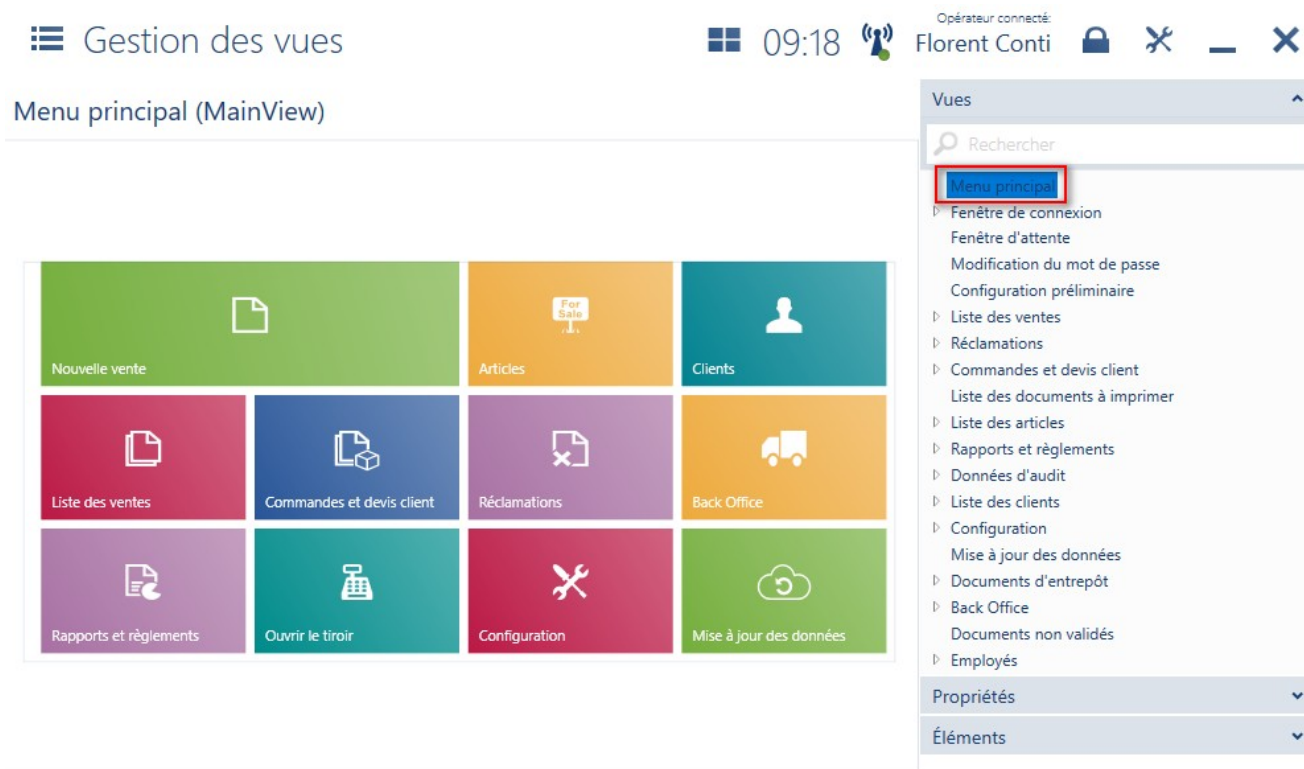 Gestion des vues
09:18
Opérateur connecté:
Florent Conti
Menu principal (MainView)
Nouvelle vente
For Sale
Articles
Clients
Liste des ventes
Commandes et devis client
Réclamations
Back Office
Rapports et règlements
Ouvrir le tiroir
Configuration
Mise à jour des données
Vues
Rechercher
Menu principal
Fenêtre de connexion
Fenêtre d'attente
Modification du mot de passe
Configuration préliminaire
Liste des ventes
Réclamations
Commandes et devis client
Liste des documents à imprimer
Liste des articles
Rapports et règlements
Données d'audit
Liste des clients
Configuration
Mise à jour des données
Documents d'entrepôt
Back Office
Documents non validés
Employés
Propriétés
Éléments